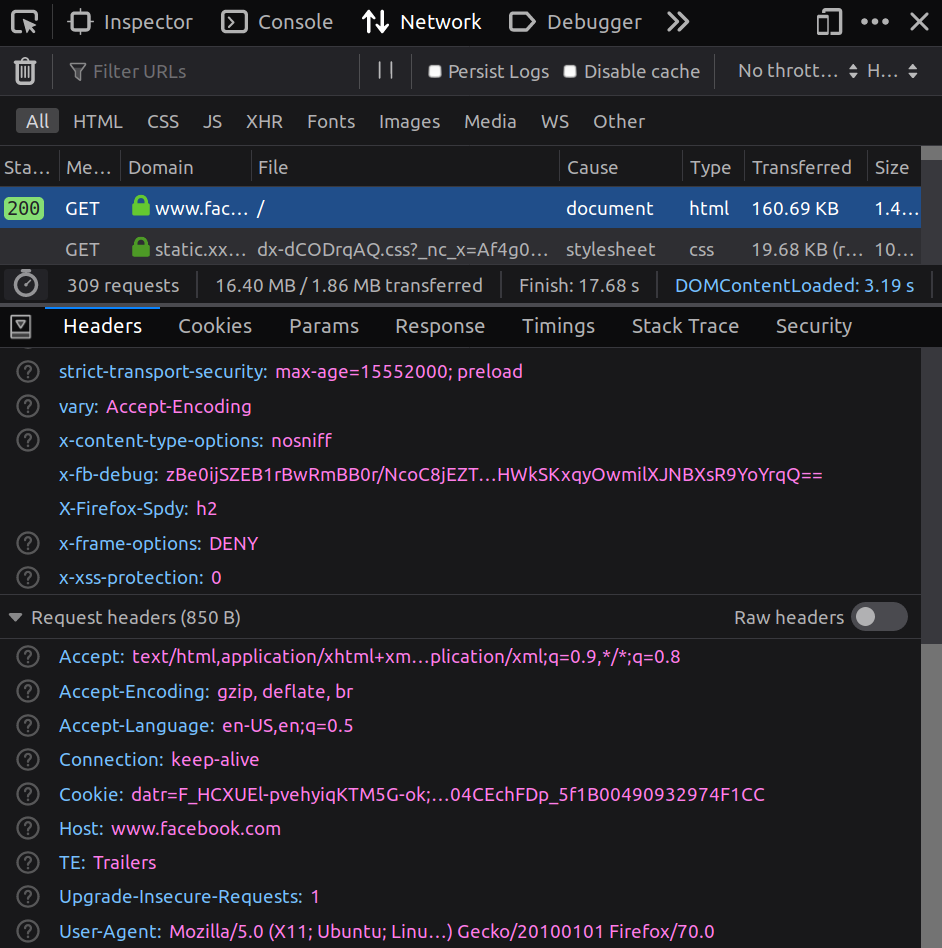 Inspector Console Network Debugger
Filter URLs Persist Logs Disable cache No thrott… H…
All HTML CSS JS XHR Fonts Images Media WS Other
Sta… Me… Domain File Cause Type Transferred Size
200 GET www.fac… / document html 160.69 KB 1.4…
GET static.xx… dx-dCODrqAQ.css?_nc_x=Af4g0… stylesheet css 19.68 KB (r… 10…
309 requests 16.40 MB / 1.86 MB transferred Finish: 17.68 s DOMContentLoaded: 3.19 s
Headers Cookies Params Response Timings Stack Trace Security
strict-transport-security: max-age=15552000; preload
vary: Accept-Encoding
x-content-type-options: nosniff
x-fb-debug: zBe0ijSZEB1rBwRmBB0r/NcoC8jEZT…HWkSKxqyOwmilXJNBXsR9YoYrqQ==
X-Firefox-Spdy: h2
x-frame-options: DENY
x-xss-protection: 0
Request headers (850 B) Raw headers
Accept: text/html,application/xhtml+xm…plication/xml;q=0.9,*/*;q=0.8
Accept-Encoding: gzip, deflate, br
Accept-Language: en-US,en;q=0.5
Connection: keep-alive
Cookie: datr=F_HCXUEl-pvehyiqKTM5G-ok;…04CEchFDp_5f1B00490932974F1CC
Host: www.facebook.com
TE: Trailers
Upgrade-Insecure-Requests: 1
User-Agent: Mozilla/5.0 (X11; Ubuntu; Linu…) Gecko/20100101 Firefox/70.0